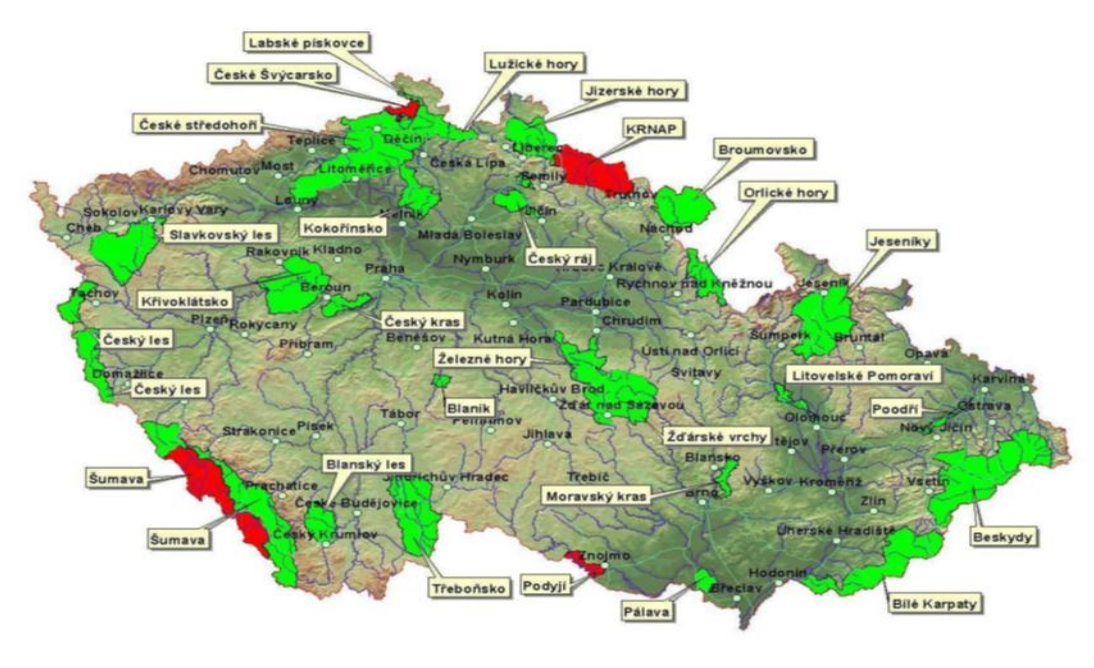 Labské pískovce
České Švýcarsko
Lužické hory
Jizerské hory
České středohoří
KRNAP
Teplice
Děčín
Liberec
Broumovsko
Chomutov
Most
Litoměřice
Česká Lípa
Semily
Trutnov
Orlické hory
Sokolov
Karlovy Vary
Louny
Cheb
Slavkovský les
Kokořínsko
Mladá Boleslav
Jičín
Náchod
Jeseníky
Rakovník
Kladno
Praha
Nymburk
Český ráj
Králové
Rychnov nad Kněžnou
Jeseník
Tachov
Křivoklátsko
Beroun
Kolín
Pardubice
Český kras
Plzeň
Rokycany
Chrudim
Český les
Příbram
Benešov
Kutná Hora
Ústí nad Orlicí
Šumperk
Bruntál
Železné hory
Opava
Domažlice
Český les
Havlíčkův Brod
Svitavy
Litovelské Pomoraví
Karviná
Blaník
Žďár nad Sázavou
Poodří
Ostrava
Tábor
Pelhřimov
Olomouc
Nový Jičín
Strakonice
Písek
Jihlava
Žďárské vrchy
tějov
Přerov
Blansko
Šumava
Blanský les
Jindřichův Hradec
Třebíč
Vyškov
Kroměříž
Vsetín
Prachatice
Moravský kras
Brno
Zlín
České Budějovice
Šumava
Český Krumlov
Uherské Hradiště
Beskydy
Znojmo
Třeboňsko
Podyjí
Hodonín
Pálava
Břeclav
Bílé Karpaty